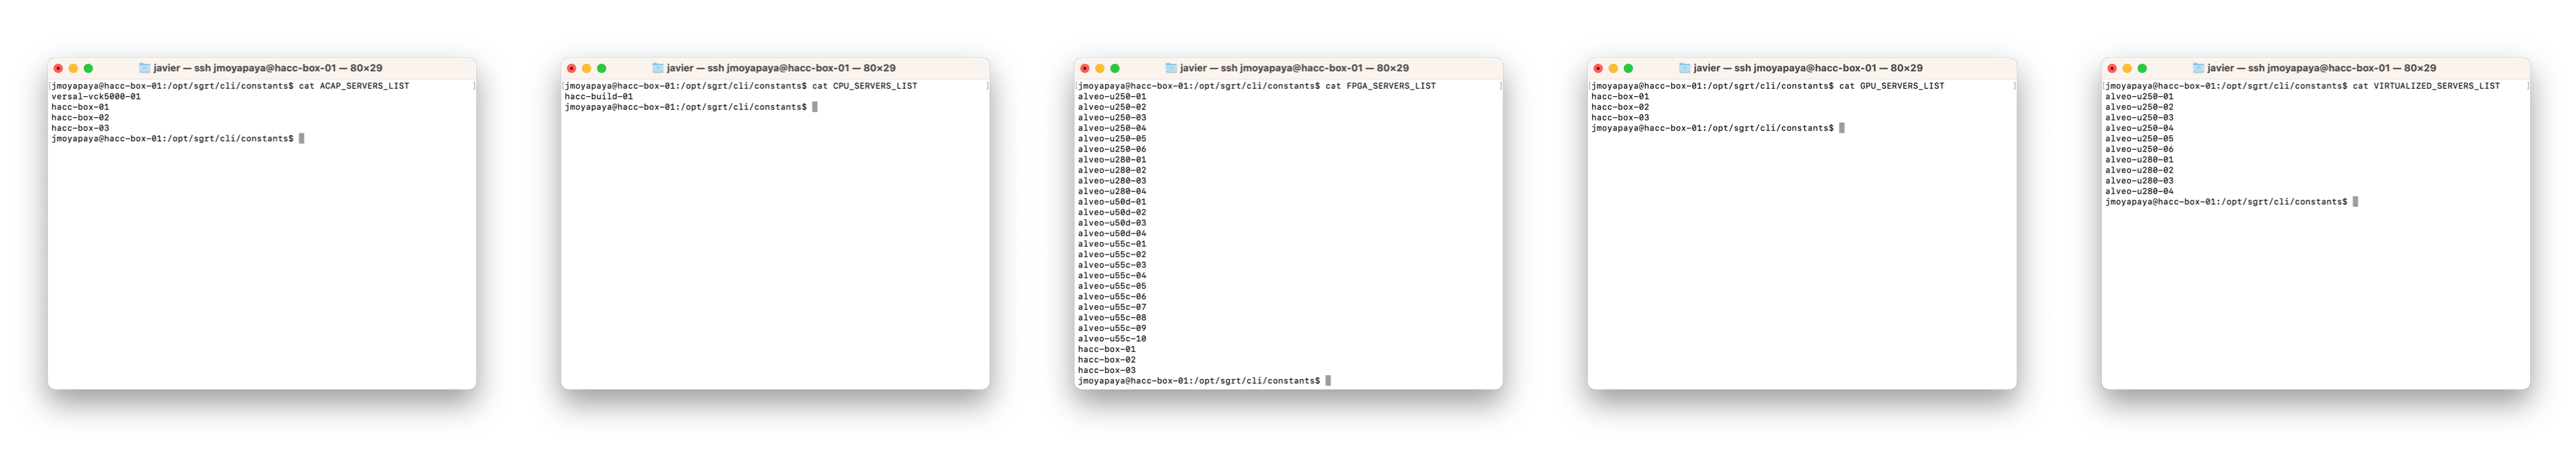 javier — ssh jmoyapaya@hacc-box-01 — 80×29
[jmoyapaya@hacc-box-01:/opt/sgrt/cli/constants$ cat ACAP_SERVERS_LIST ]
versal-vck5000-01
hacc-box-01
hacc-box-02
hacc-box-03
jmoyapaya@hacc-box-01:/opt/sgrt/cli/constants$
javier — ssh jmoyapaya@hacc-box-01 — 80×29
[jmoyapaya@hacc-box-01:/opt/sgrt/cli/constants$ cat CPU_SERVERS_LIST ]
hacc-build-01
jmoyapaya@hacc-box-01:/opt/sgrt/cli/constants$
javier — ssh jmoyapaya@hacc-box-01 — 80×29
[jmoyapaya@hacc-box-01:/opt/sgrt/cli/constants$ cat FPGA_SERVERS_LIST ]
alveo-u250-01
alveo-u250-02
alveo-u250-03
alveo-u250-04
alveo-u250-05
alveo-u250-06
alveo-u280-01
alveo-u280-02
alveo-u280-03
alveo-u280-04
alveo-u50d-01
alveo-u50d-02
alveo-u50d-03
alveo-u50d-04
alveo-u55c-01
alveo-u55c-02
alveo-u55c-03
alveo-u55c-04
alveo-u55c-05
alveo-u55c-06
alveo-u55c-07
alveo-u55c-08
alveo-u55c-09
alveo-u55c-10
hacc-box-01
hacc-box-02
hacc-box-03
jmoyapaya@hacc-box-01:/opt/sgrt/cli/constants$
javier — ssh jmoyapaya@hacc-box-01 — 80×29
[jmoyapaya@hacc-box-01:/opt/sgrt/cli/constants$ cat GPU_SERVERS_LIST ]
hacc-box-01
hacc-box-02
hacc-box-03
jmoyapaya@hacc-box-01:/opt/sgrt/cli/constants$
javier — ssh jmoyapaya@hacc-box-01 — 80×29
[jmoyapaya@hacc-box-01:/opt/sgrt/cli/constants$ cat VIRTUALIZED_SERVERS_LIST ]
alveo-u250-01
alveo-u250-02
alveo-u250-03
alveo-u250-04
alveo-u250-05
alveo-u250-06
alveo-u280-01
alveo-u280-02
alveo-u280-03
alveo-u280-04
jmoyapaya@hacc-box-01:/opt/sgrt/cli/constants$